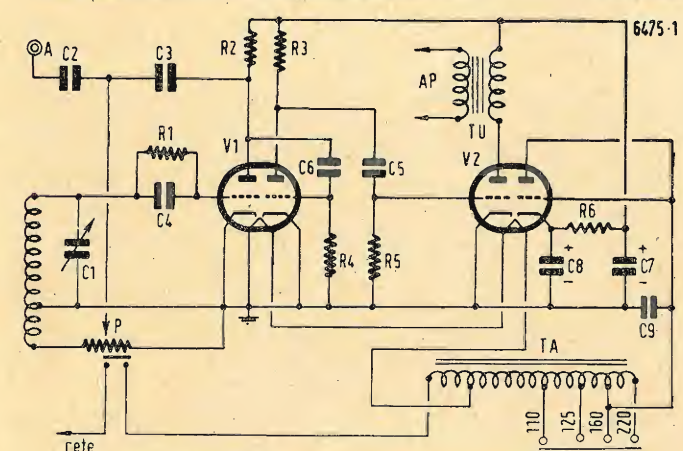 6475-1
A
C2
C3
R2
R3
AP
TU
R1
V1
V2
C6
C5
C4
R6
C1
R4
R5
C8
+
-
C7
+
-
C9
P
TA
110
125
160
220
rete